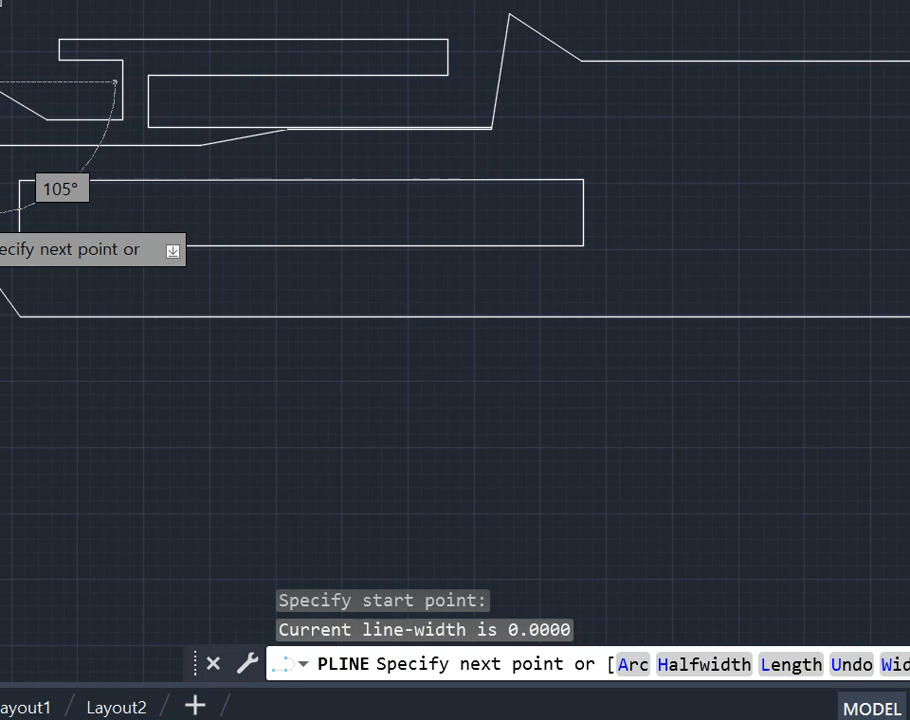 105°
ecify next point or
Specify start point:
Current line-width is 0.0000
PLINE Specify next point or [Arc Halfwidth Length Undo Wid
ayout1 / Layout2 / + /
MODEL